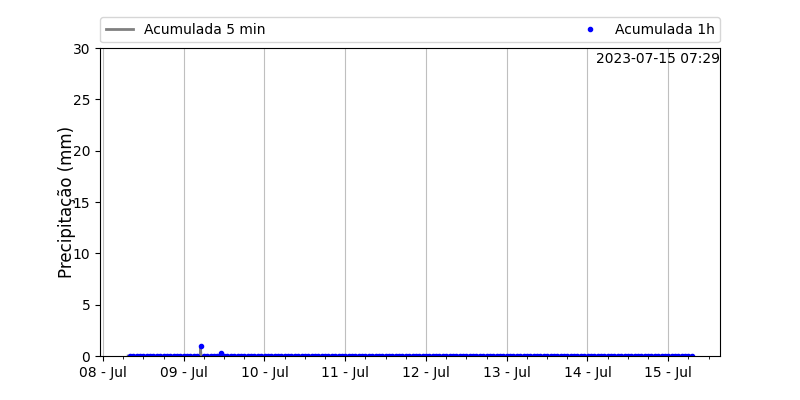 Acumulada 5 min
Acumulada 1h
2023-07-15 07:29
Precipitação (mm)
30
25
20
15
10
5
0
08 - Jul
09 - Jul
10 - Jul
11 - Jul
12 - Jul
13 - Jul
14 - Jul
15 - Jul